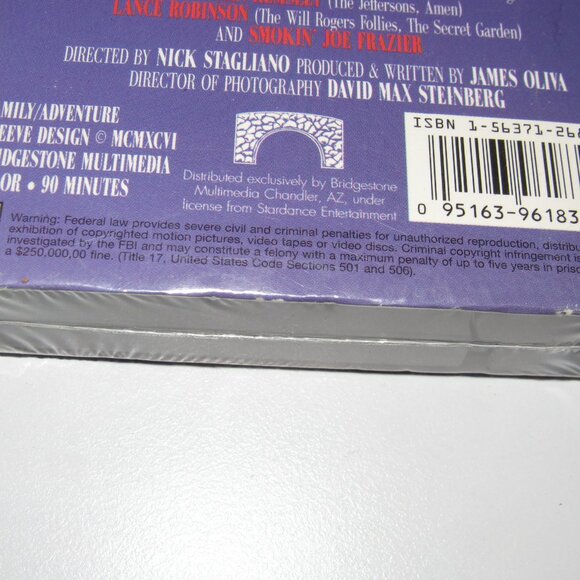 (The Jeffersons, Amen)
LANCE ROBINSON (The Will Rogers Follies, The Secret Garden)
AND SMOKIN' JOE FRAZIER
DIRECTED BY NICK STAGLIANO PRODUCED & WRITTEN BY JAMES OLIVA
DIRECTOR OF PHOTOGRAPHY DAVID MAX STEINBERG
MILY/ADVENTURE
EEVE DESIGN © MCMXCVI
IDGESTONE MULTIMEDIA
OR • 90 MINUTES
Distributed exclusively by Bridgestone
Multimedia Chandler, AZ, under
license from Stardance Entertainment
ISBN 1-56371-26
0 95163-96183
Warning: Federal law provides severe civil and criminal penalties for unauthorized reproduction, distribu
exhibition of copyrighted motion pictures, video tapes or video discs. Criminal copyright infringement is
investigated by the FBI and may constitute a felony with a maximum penalty of up to five years in prison
a $250,000,00 fine. (Title 17, United States Code Sections 501 and 506).